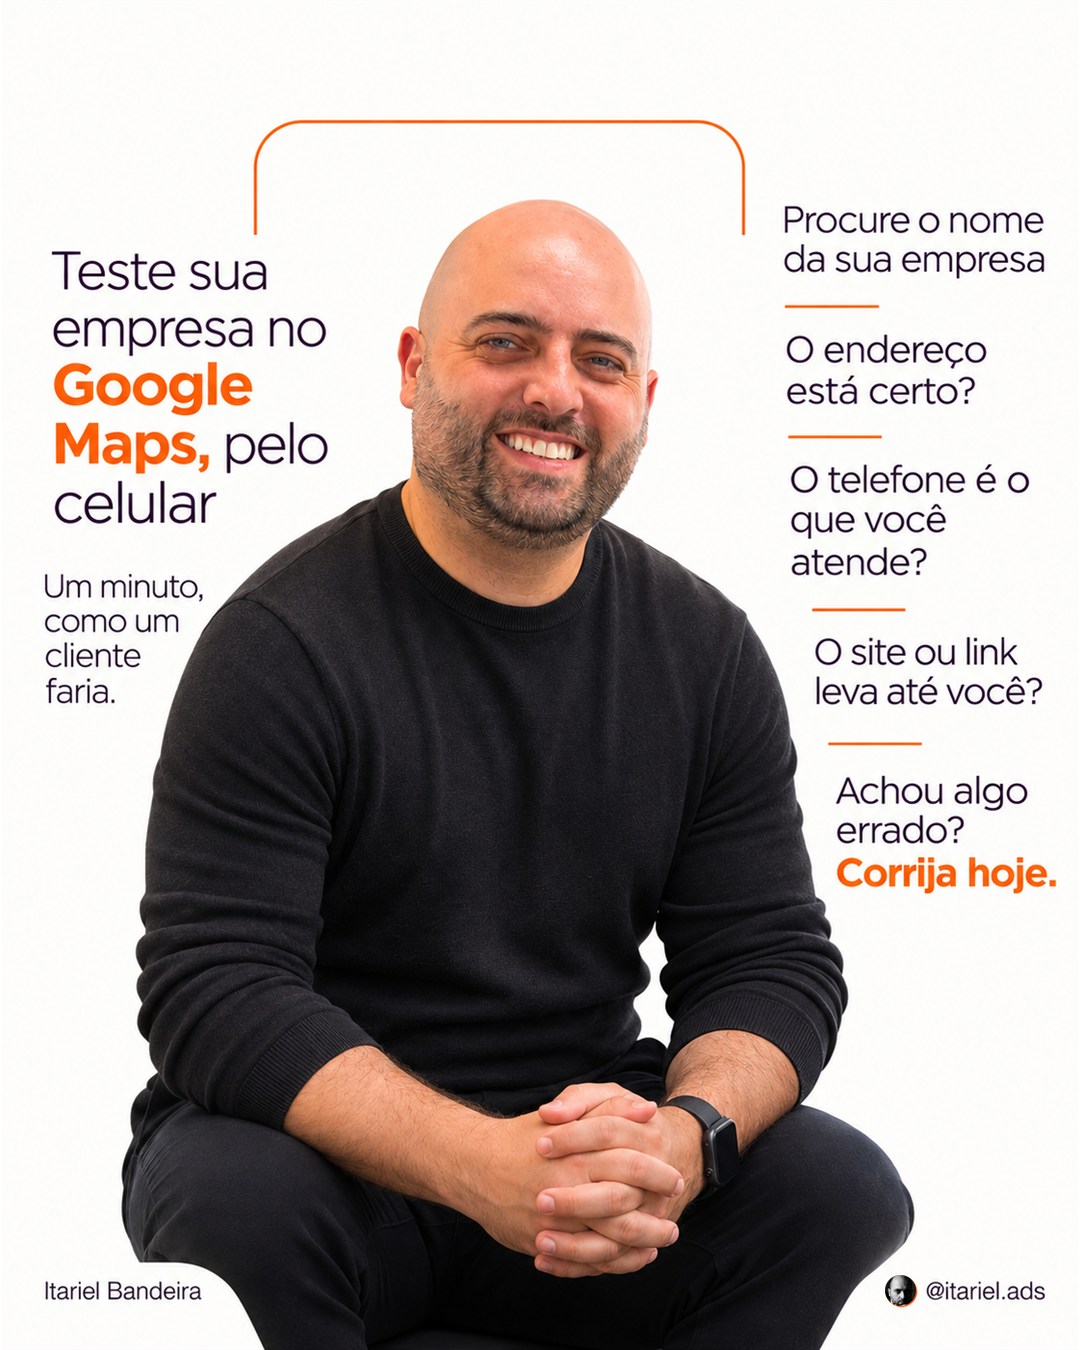 Teste sua
empresa no
Google
Maps, pelo
celular
Um minuto,
como um
cliente
faria.
Procure o nome
da sua empresa
O endereço
está certo?
O telefone é o
que você
atende?
O site ou link
leva até você?
Achou algo
errado?
Corrija hoje.
Itariel Bandeira
@itariel.ads